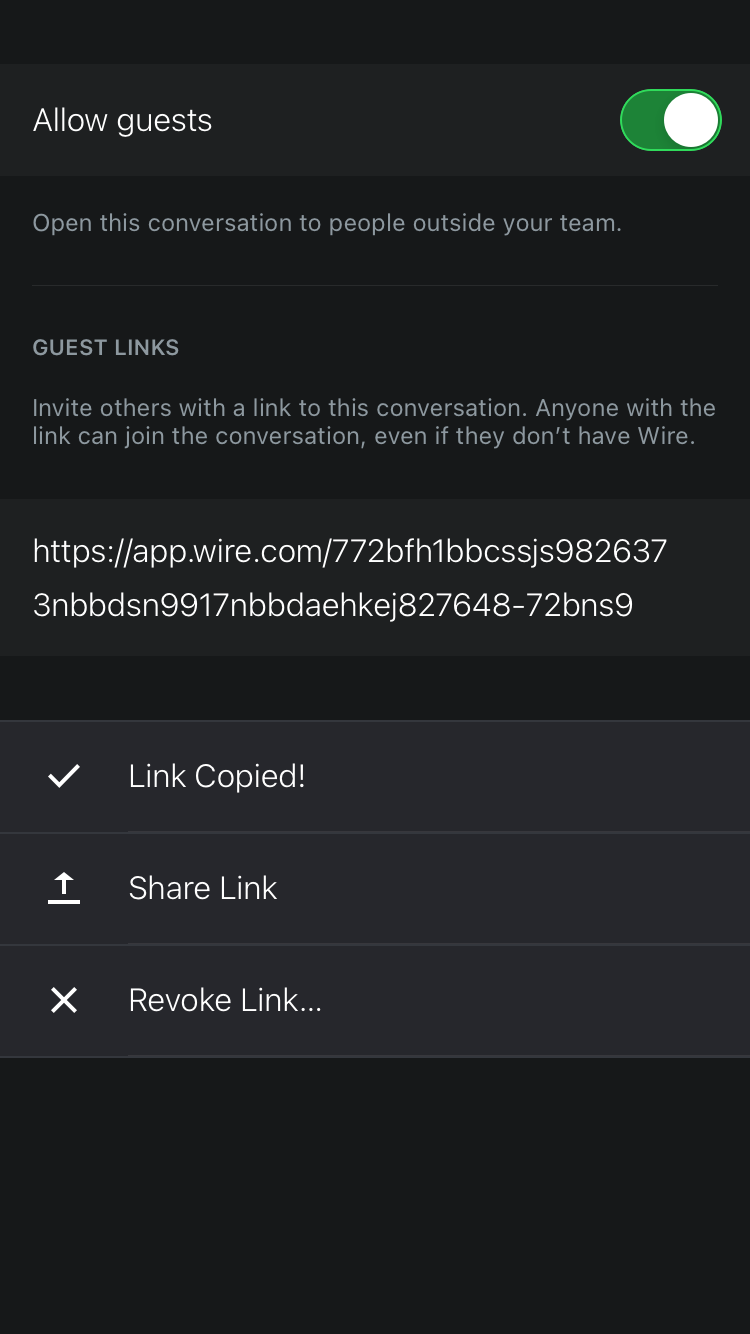 Allow guests
Open this conversation to people outside your team.
GUEST LINKS
Invite others with a link to this conversation. Anyone with the
link can join the conversation, even if they don’t have Wire.
https://app.wire.com/772bfh1bbcssjs982637
3nbbdsn9917nbbdaehkej827648-72bns9
Link Copied!
Share Link
Revoke Link...